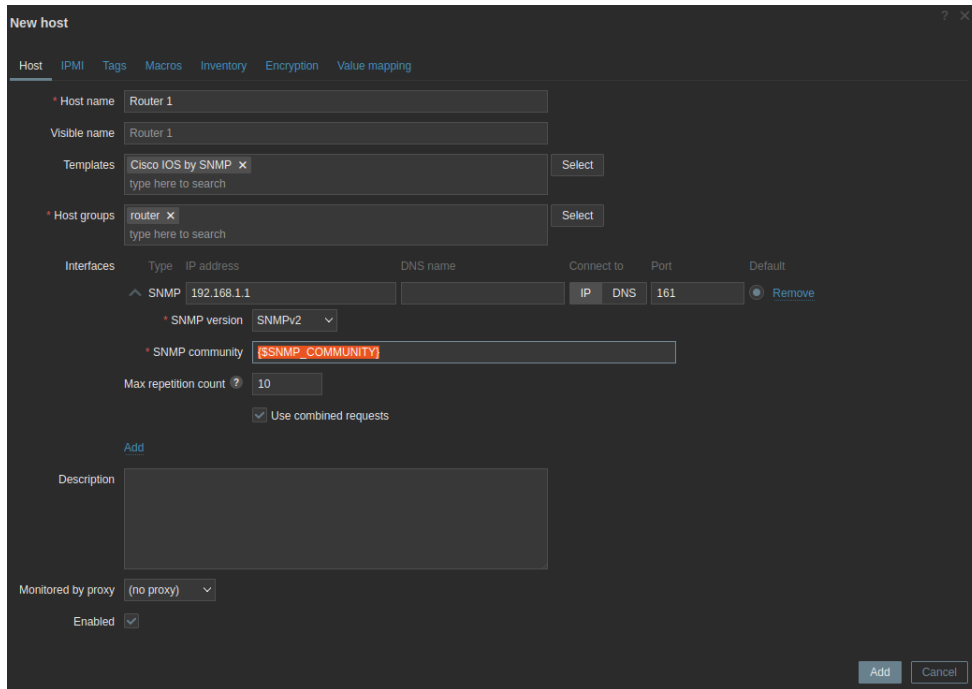 New host
? ×
Host IPMI Tags Macros Inventory Encryption Value mapping
* Host name Router 1
Visible name Router 1
Templates Cisco IOS by SNMP × Select
type here to search
* Host groups router × Select
type here to search
Interfaces Type IP address DNS name Connect to Port Default
SNMP 192.168.1.1 IP DNS 161 Remove
* SNMP version SNMPv2
* SNMP community {$SNMP_COMMUNITY}
Max repetition count ? 10
Use combined requests
Add
Description
Monitored by proxy (no proxy)
Enabled
Add Cancel